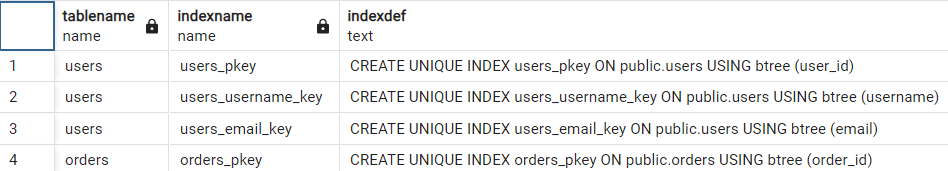 tablename indexname indexdef
name name text
1 users users_pkey CREATE UNIQUE INDEX users_pkey ON public.users USING btree (user_id)
2 users users_username_key CREATE UNIQUE INDEX users_username_key ON public.users USING btree (username)
3 users users_email_key CREATE UNIQUE INDEX users_email_key ON public.users USING btree (email)
4 orders orders_pkey CREATE UNIQUE INDEX orders_pkey ON public.orders USING btree (order_id)